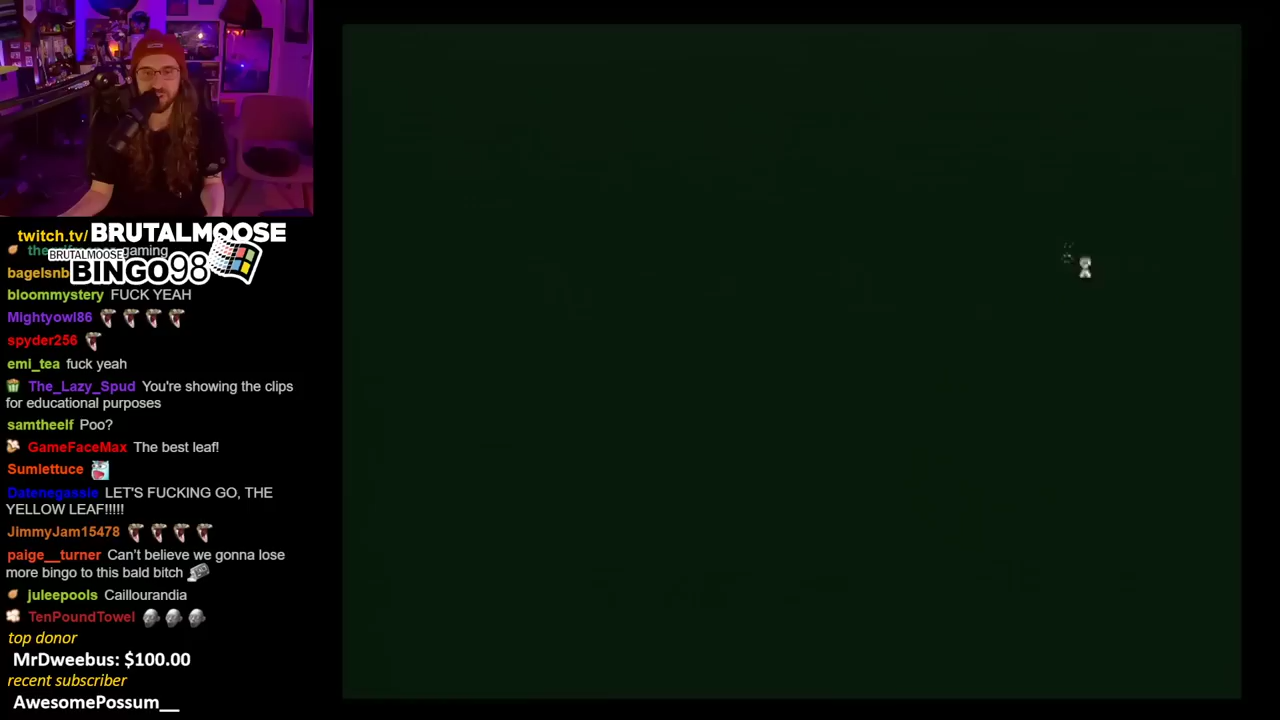 twitch.tv/BRUTALMOOSE
gaming
BRUTALMOOSE
BINGO98
bagelsnb
bloommystery FUCK YEAH
Mightyowl86
spyder256
emi_tea fuck yeah
The_Lazy_Spud You're showing the clips
for educational purposes
samtheelf Poo?
GameFaceMax The best leaf!
Sumlettuce
Datenegassie LET'S FUCKING GO, THE
YELLOW LEAF!!!!!
JimmyJam15478
paige__turner Can't believe we gonna lose
more bingo to this bald bitch
juleepools Caillourandia
TenPoundTowel
top donor
MrDweebus: $100.00
recent subscriber
AwesomePossum__